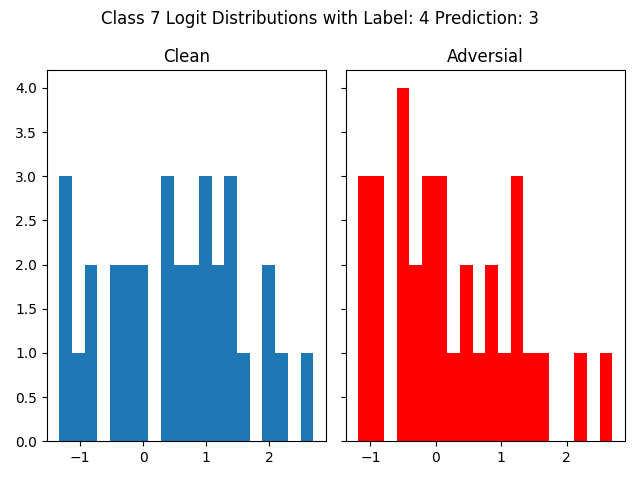 Class 7 Logit Distributions with Label: 4 Prediction: 3
Clean
Adversial
4.0
3.5
3.0
2.5
2.0
1.5
1.0
0.5
0.0
−1 0 1 2
−1 0 1 2